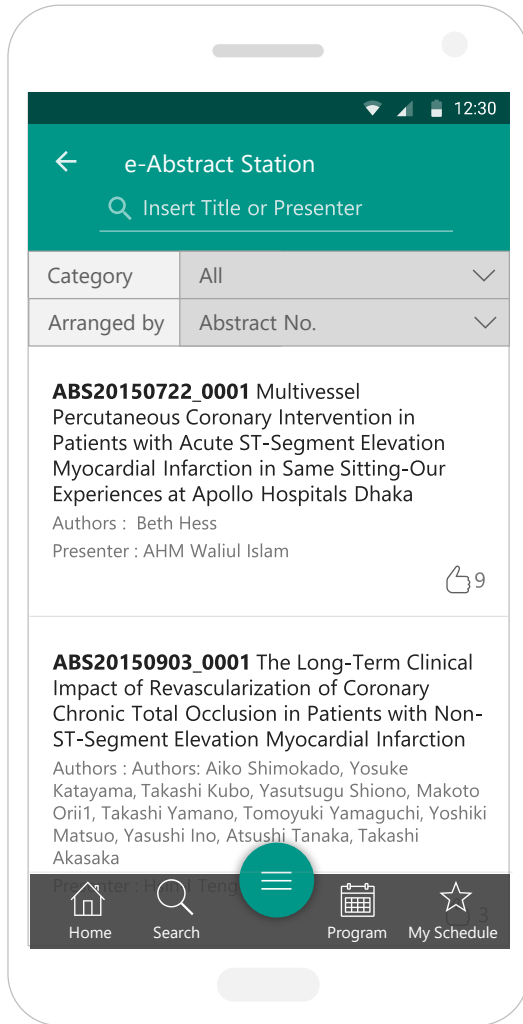 12:30
e-Abstract Station
Insert Title or Presenter
Category All
Arranged by Abstract No.
ABS20150722_0001 Multivessel
Percutaneous Coronary Intervention in
Patients with Acute ST-Segment Elevation
Myocardial Infarction in Same Sitting-Our
Experiences at Apollo Hospitals Dhaka
Authors : Beth Hess
Presenter : AHM Waliul Islam
9
ABS20150903_0001 The Long-Term Clinical
Impact of Revascularization of Coronary
Chronic Total Occlusion in Patients with Non-
ST-Segment Elevation Myocardial Infarction
Authors : Authors: Aiko Shimokado, Yosuke
Katayama, Takashi Kubo, Yasutsugu Shiono, Makoto
Orii1, Takashi Yamano, Tomoyuki Yamaguchi, Yoshiki
Matsuo, Yasushi Ino, Atsushi Tanaka, Takashi
Akasaka
Presenter :
3
Home Search Program My Schedule